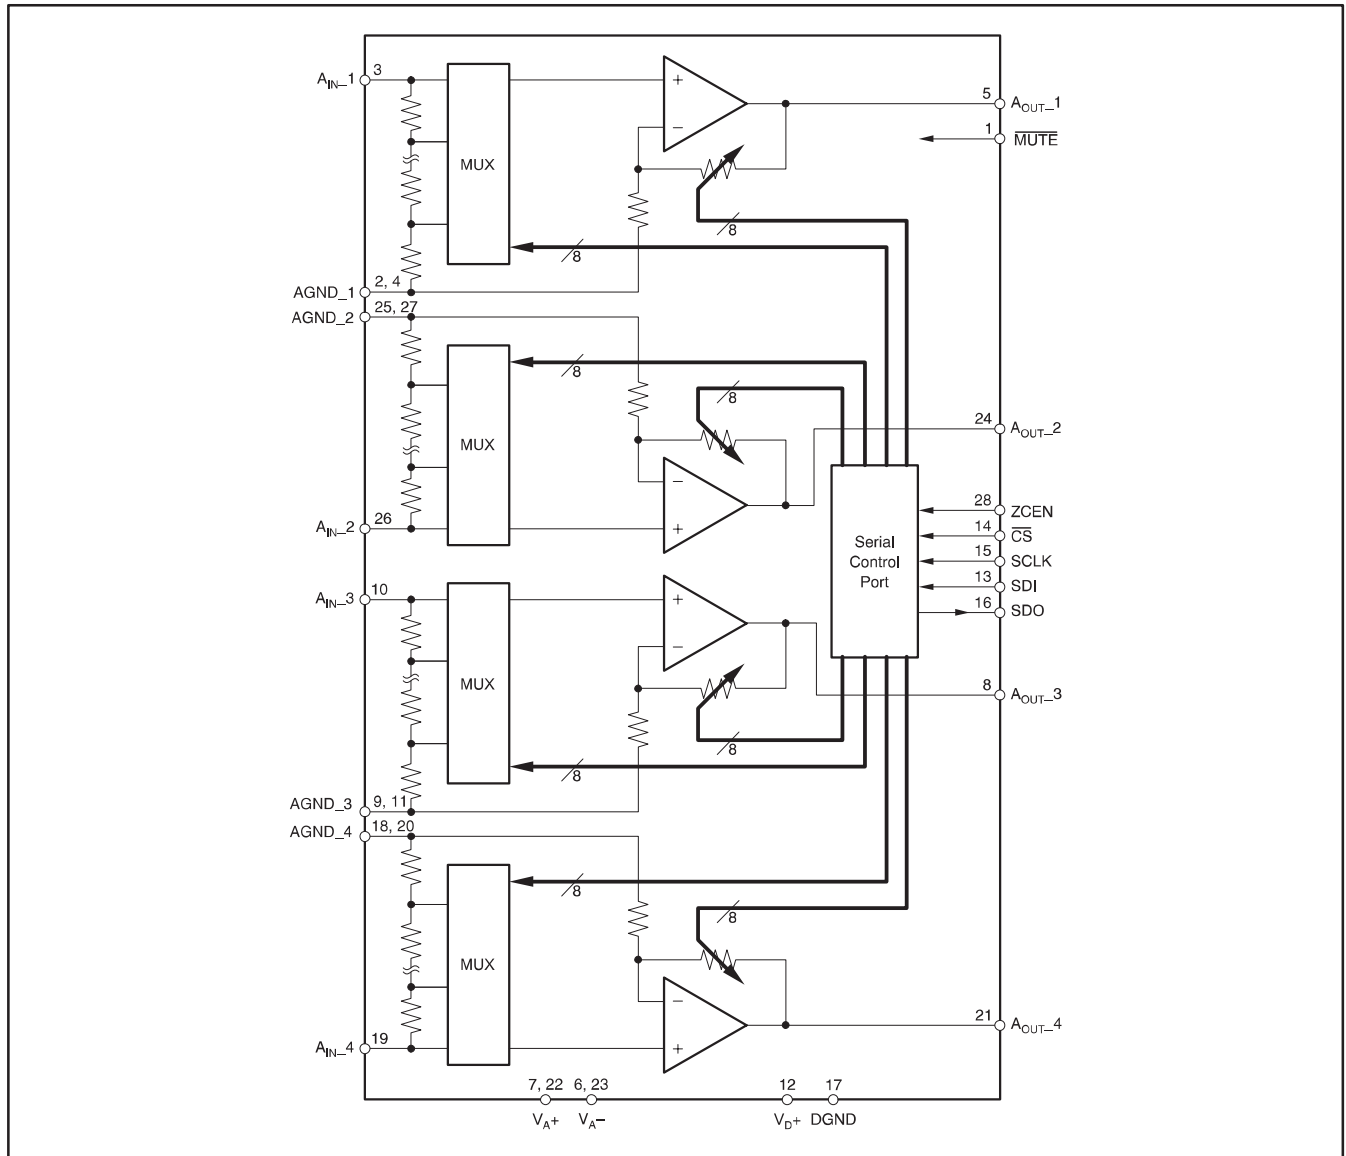 A_IN_1
3
MUX
+
−
5
A_OUT_1
1
MUTE
8
8
2, 4
AGND_1
25, 27
AGND_2
8
8
MUX
−
+
24
A_OUT_2
26
A_IN_2
Serial
Control
Port
28
ZCEN
14
CS
15
SCLK
13
SDI
16
SDO
10
A_IN_3
MUX
+
−
8
A_OUT_3
8
8
9, 11
AGND_3
18, 20
AGND_4
8
8
MUX
−
+
21
A_OUT_4
19
A_IN_4
7, 22
6, 23
12
17
V_A+
V_A−
V_D+
DGND